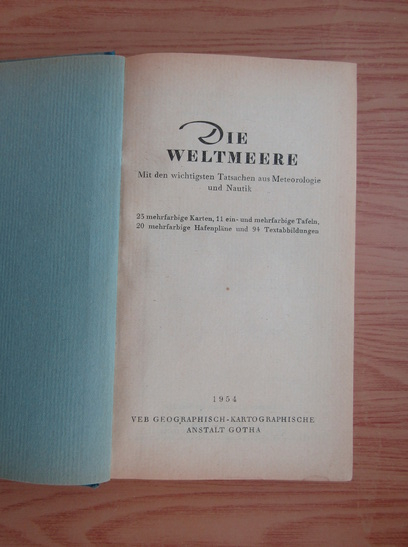 DIE
WELTMEERE
Mit den wichtigsten Tatsachen aus Meteorologie
und Nautik
25 mehrfarbige Karten, 11 ein- und mehrfarbige Tafeln,
20 mehrfarbige Hafenpläne und 94 Textabbildungen
1954
VEB GEOGRAPHISCH-KARTOGRAPHISCHE
ANSTALT GOTHA